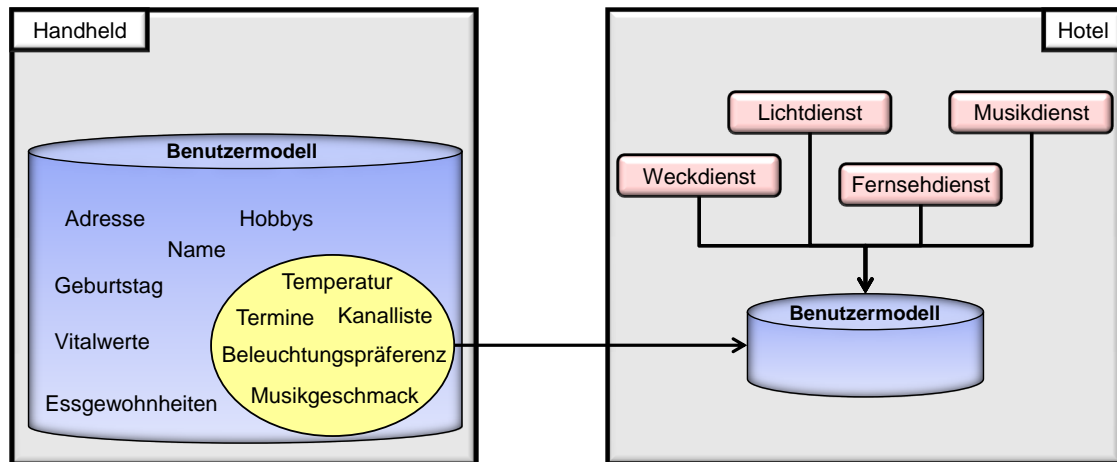 Handheld
Benutzermodell
Adresse
Hobbys
Name
Geburtstag
Temperatur
Termine
Kanalliste
Vitalwerte
Beleuchtungspräferenz
Essgewohnheiten
Musikgeschmack
Hotel
Lichtdienst
Musikdienst
Weckdienst
Fernsehdienst
Benutzermodell